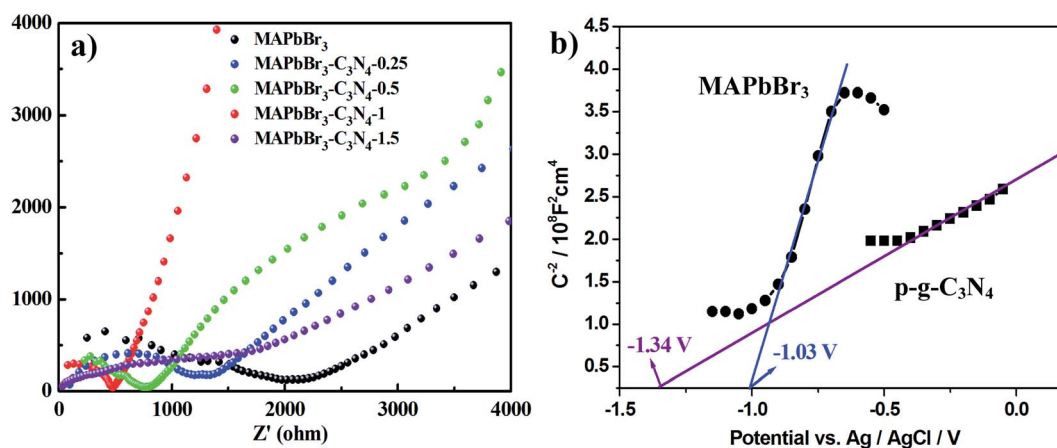 a)
4000
3000
2000
1000
0
0
1000
2000
3000
4000
Z' (ohm)
MAPbBr₃
MAPbBr₃-C₃N₄-0.25
MAPbBr₃-C₃N₄-0.5
MAPbBr₃-C₃N₄-1
MAPbBr₃-C₃N₄-1.5
b)
C⁻² / 10⁸F²cm⁴
4.5
4.0
3.5
3.0
2.5
2.0
1.5
1.0
0.5
MAPbBr₃
p-g-C₃N₄
-1.34 V
-1.03 V
-1.5
-1.0
-0.5
0.0
Potential vs. Ag / AgCl / V